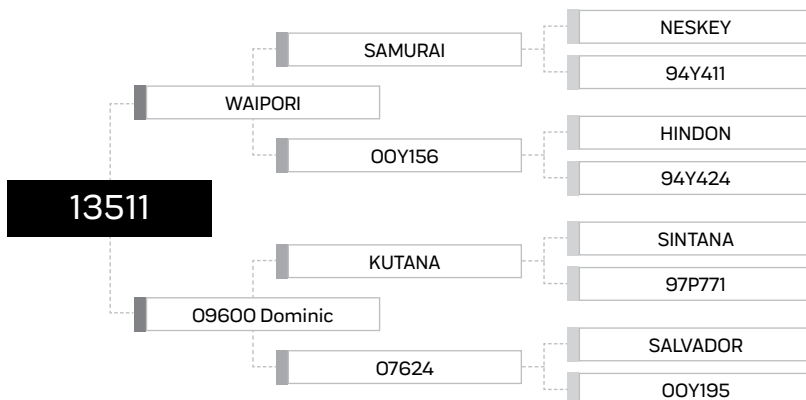 NESKEY
SAMURAI
94Y411
WAIPORI
HINDON
00Y156
94Y424
13511
SINTANA
KUTANA
97P771
09600 Dominic
SALVADOR
07624
00Y195